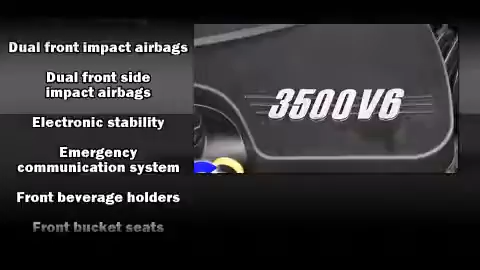 Dual front impact airbags
Dual front side
impact airbags
Electronic stability
Emergency
communication system
Front beverage holders
Front bucket seats
3500 V6